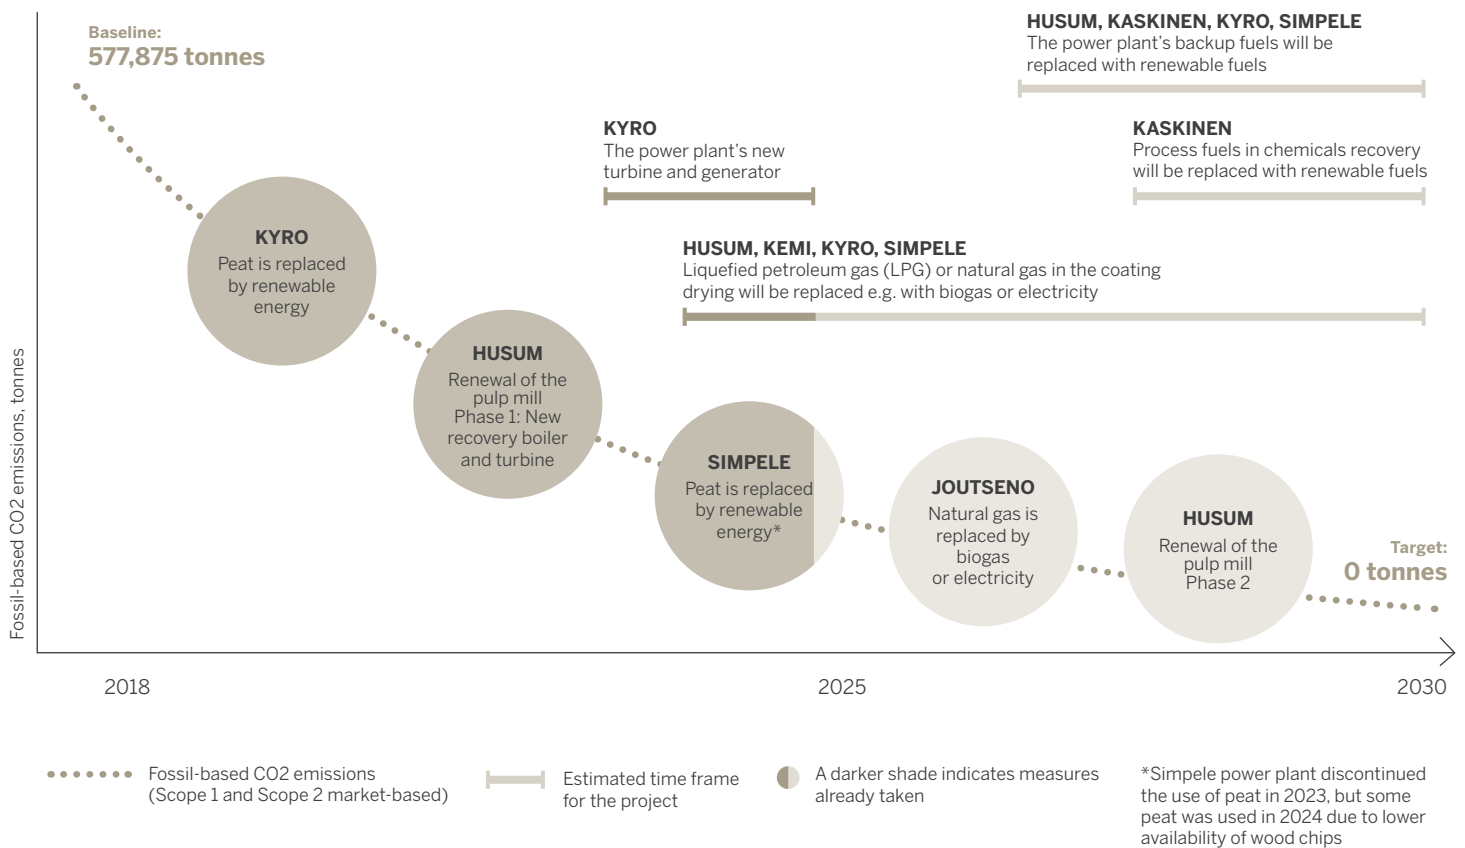 Baseline:
577,875 tonnes
HUSUM, KASKINEN, KYRO, SIMPELE
The power plant’s backup fuels will be
replaced with renewable fuels
KYRO
The power plant’s new
turbine and generator
KASKINEN
Process fuels in chemicals recovery
will be replaced with renewable fuels
HUSUM, KEMI, KYRO, SIMPELE
Liquefied petroleum gas (LPG) or natural gas in the coating
drying will be replaced e.g. with biogas or electricity
KYRO
Peat is replaced
by renewable
energy
HUSUM
Renewal of the
pulp mill
Phase 1: New
recovery boiler
and turbine
SIMPELE
Peat is replaced
by renewable
energy*
JOUTSENO
Natural gas is
replaced by
biogas
or electricity
HUSUM
Renewal of the
pulp mill
Phase 2
Target:
0 tonnes
Fossil-based CO2 emissions, tonnes
2018
2025
2030
Fossil-based CO2 emissions
(Scope 1 and Scope 2 market-based)
Estimated time frame
for the project
A darker shade indicates measures
already taken
*Simpele power plant discontinued
the use of peat in 2023, but some
peat was used in 2024 due to lower
availability of wood chips